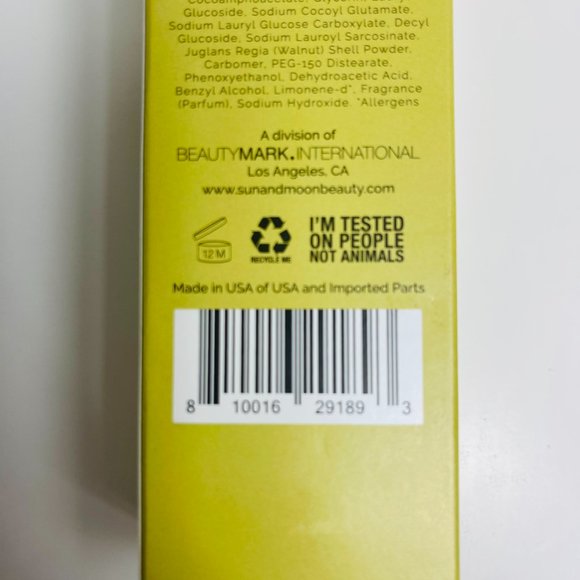 Glucoside, Sodium Cocoyl Glutamate,
Sodium Lauryl Glucose Carboxylate, Decyl
Glucoside, Sodium Lauroyl Sarcosinate,
Juglans Regia (Walnut) Shell Powder,
Carbomer, PEG-150 Distearate,
Phenoxyethanol, Dehydroacetic Acid,
Benzyl Alcohol, Limonene-d*, Fragrance
(Parfum), Sodium Hydroxide. *Allergens
A division of
BEAUTYMARK.INTERNATIONAL
Los Angeles, CA
www.sunandmoonbeauty.com
12 M
RECYCLE ME
I'M TESTED
ON PEOPLE
NOT ANIMALS
Made in USA of USA and Imported Parts
8 10016 29189 3